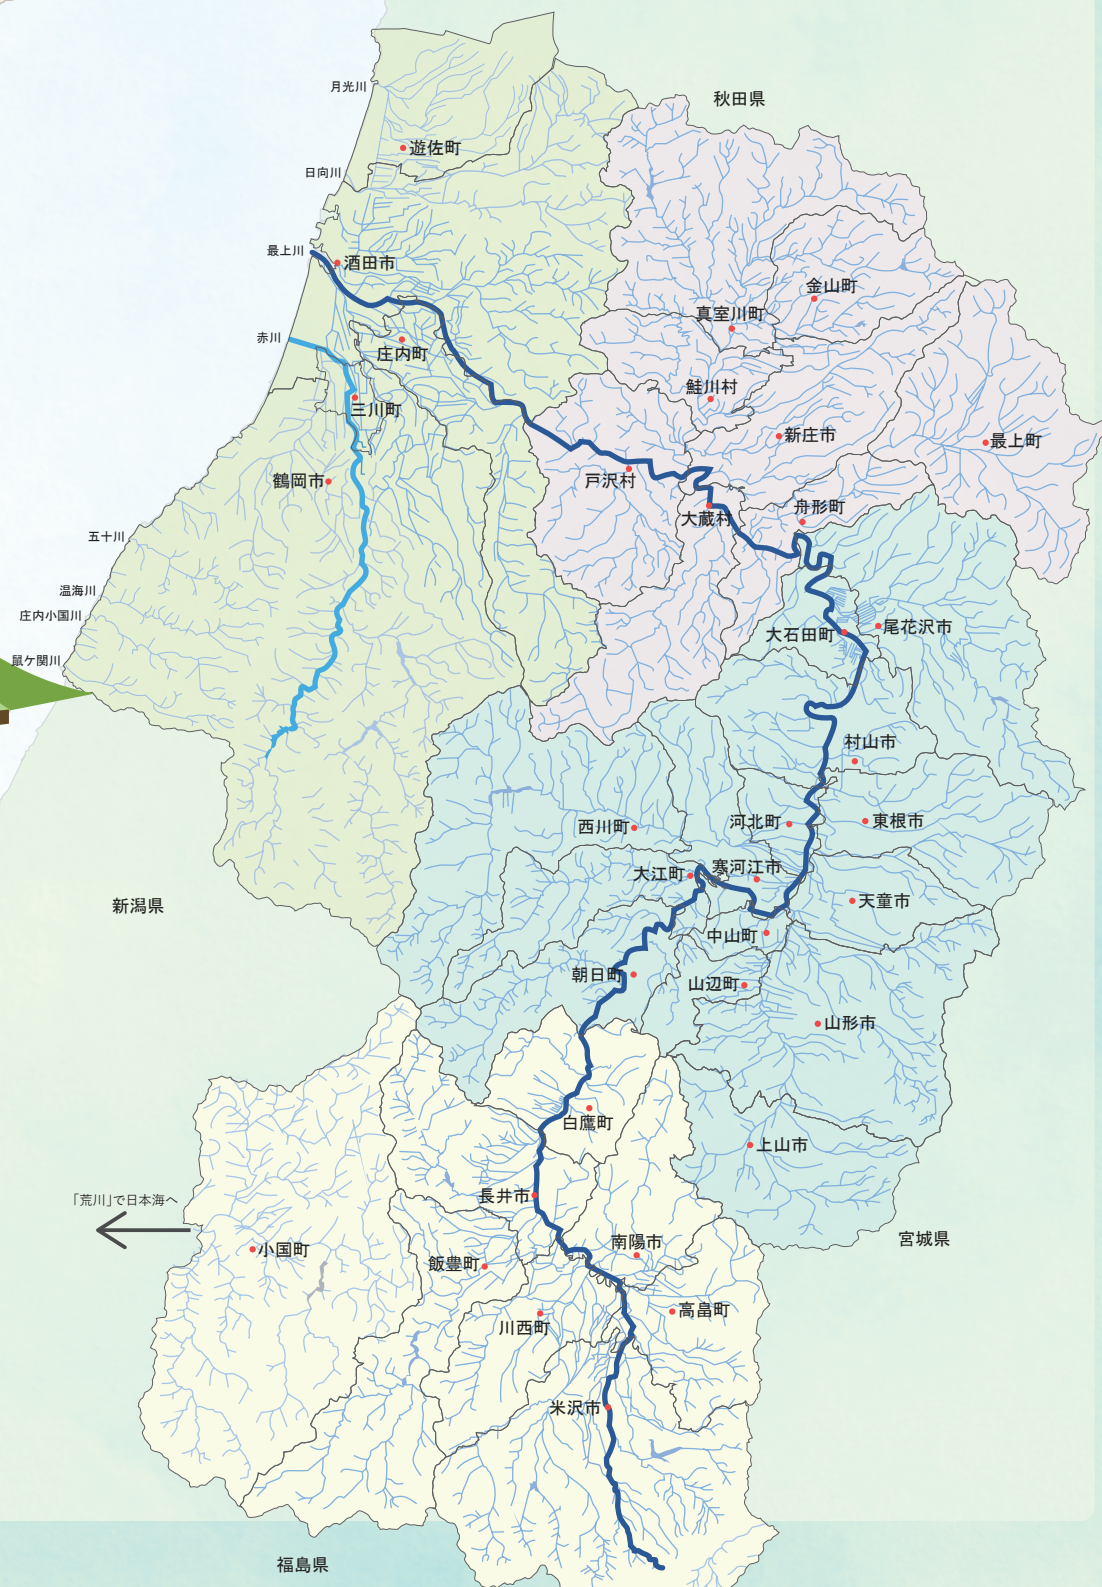 月光川
秋田県
遊佐町
日向川
最上川
酒田市
金山町
真室川町
赤川
庄内町
鮭川村
三川町
新庄市
最上町
鶴岡市
戸沢村
舟形町
大蔵村
五十川
温海川
庄内小国川
大石田町
尾花沢市
鼠ケ関川
村山市
西川町
河北町
東根市
大江町
寒河江市
天童市
新潟県
中山町
朝日町
山辺町
山形市
白鷹町
上山市
長井市
「荒川」で日本海へ
宮城県
南陽市
小国町
飯豊町
高畠町
川西町
米沢市
福島県